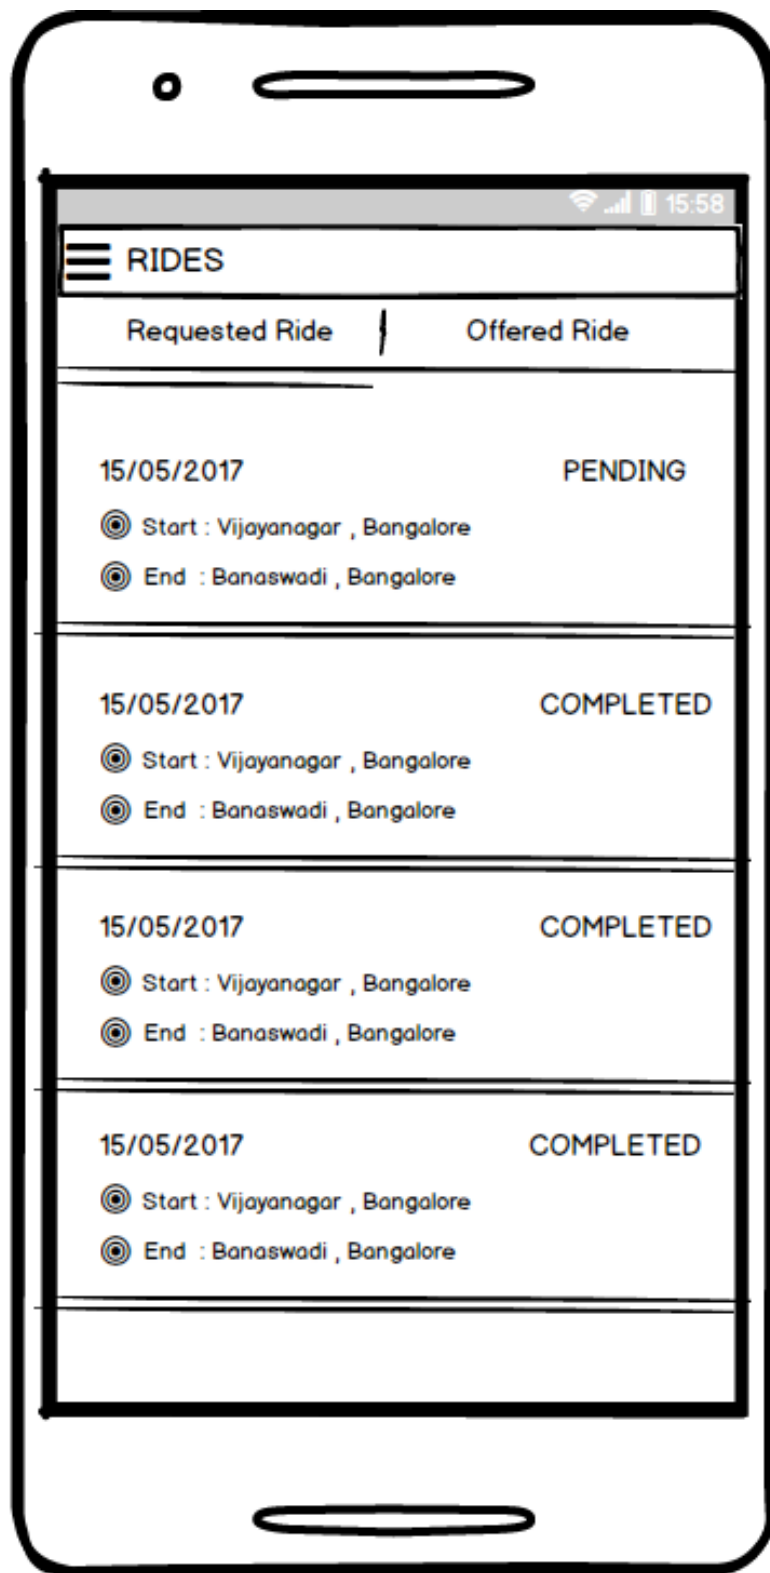 15:58
RIDES
Requested Ride Offered Ride
15/05/2017 PENDING
Start : Vijayanagar , Bangalore
End : Banaswadi , Bangalore
15/05/2017 COMPLETED
Start : Vijayanagar , Bangalore
End : Banaswadi , Bangalore
15/05/2017 COMPLETED
Start : Vijayanagar , Bangalore
End : Banaswadi , Bangalore
15/05/2017 COMPLETED
Start : Vijayanagar , Bangalore
End : Banaswadi , Bangalore